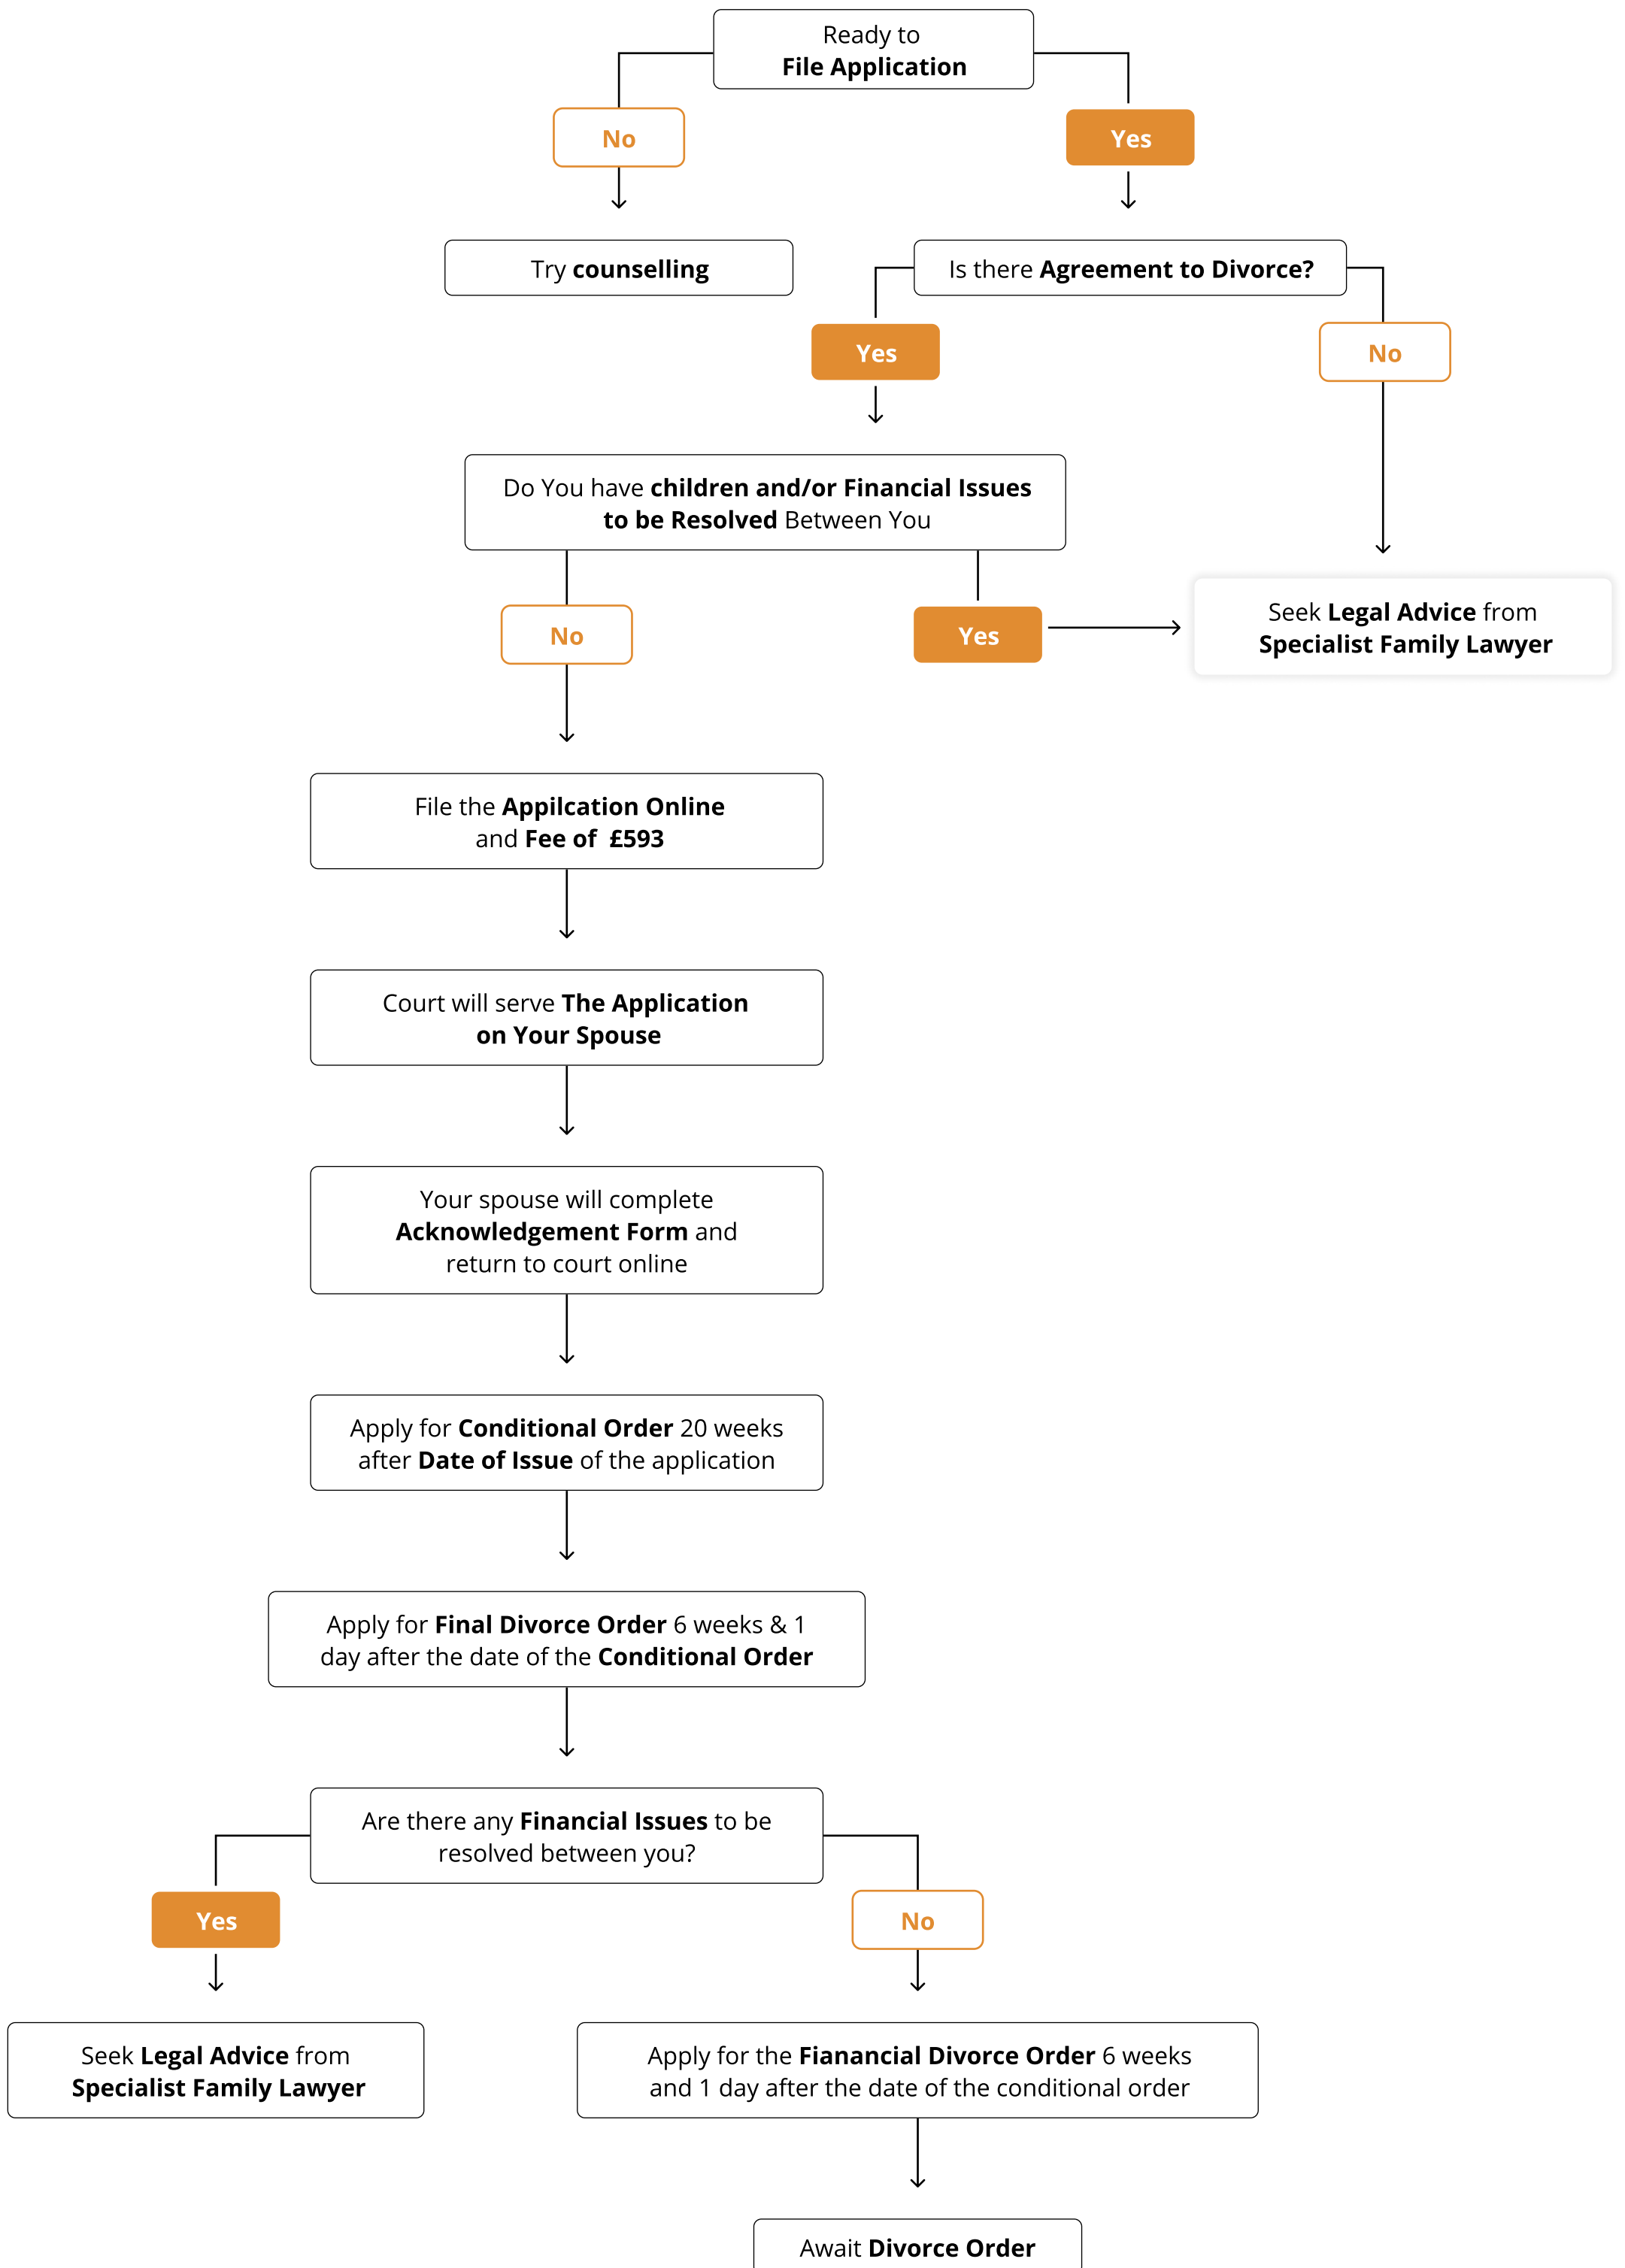 Ready to
File Application
No
Yes
Try counselling
Is there Agreement to Divorce?
Yes
No
Do You have children and/or Financial Issues
to be Resolved Between You
No
Yes
Seek Legal Advice from
Specialist Family Lawyer
File the Appilcation Online
and Fee of £593
Court will serve The Application
on Your Spouse
Your spouse will complete
Acknowledgement Form and
return to court online
Apply for Conditional Order 20 weeks
after Date of Issue of the application
Apply for Final Divorce Order 6 weeks & 1
day after the date of the Conditional Order
Are there any Financial Issues to be
resolved between you?
Yes
No
Seek Legal Advice from
Specialist Family Lawyer
Apply for the Fianancial Divorce Order 6 weeks
and 1 day after the date of the conditional order
Await Divorce Order